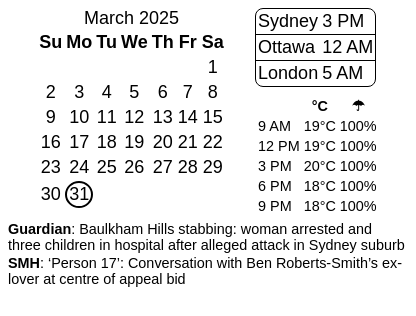 March 2025
Su Mo Tu We Th Fr Sa
1
2 3 4 5 6 7 8
9 10 11 12 13 14 15
16 17 18 19 20 21 22
23 24 25 26 27 28 29
30 31
Sydney 3 PM
Ottawa 12 AM
London 5 AM
°C ☂
9 AM 19°C 100%
12 PM 19°C 100%
3 PM 20°C 100%
6 PM 18°C 100%
9 PM 18°C 100%
Guardian: Baulkham Hills stabbing: woman arrested and
three children in hospital after alleged attack in Sydney suburb
SMH: ‘Person 17’: Conversation with Ben Roberts-Smith’s ex-
lover at centre of appeal bid